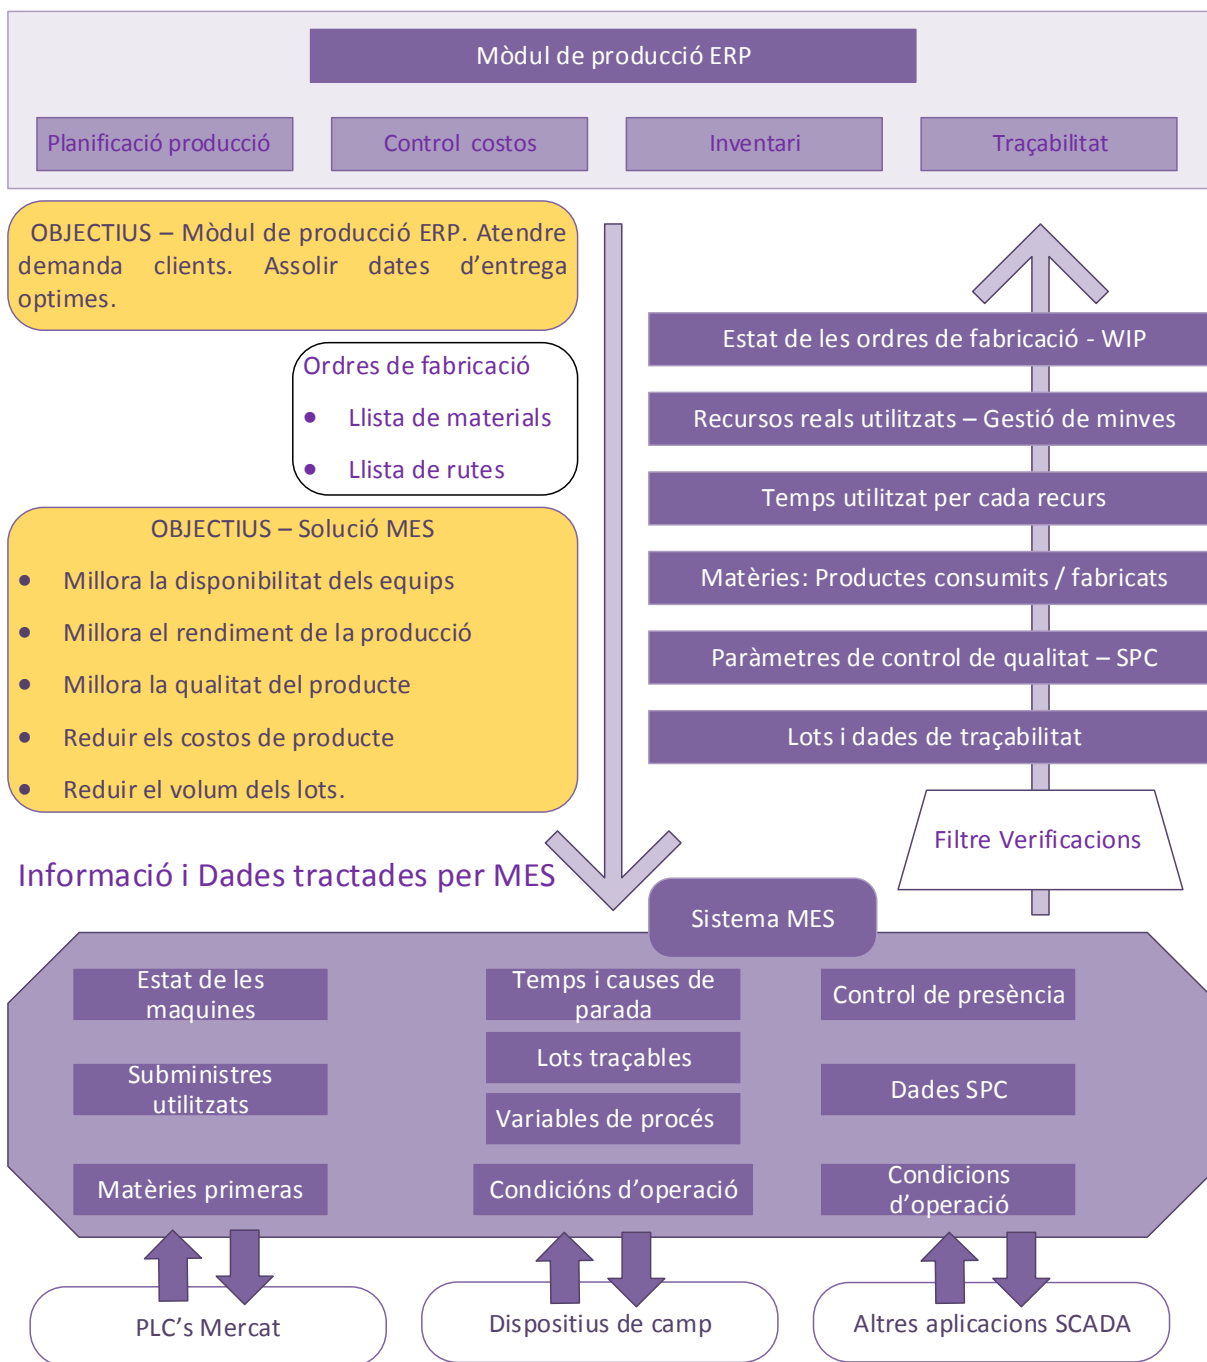 Mòdul de producció ERP
Planificació producció
Control costos
Inventari
Traçabilitat
OBJECTIUS – Mòdul de producció ERP. Atendre
demanda clients. Assolir dates d'entrega
optimes.
Ordres de fabricació
• Llista de materials
• Llista de rutes
OBJECTIUS – Solució MES
• Millora la disponibilitat dels equips
• Millora el rendiment de la producció
• Millora la qualitat del producte
• Reduir els costos de producte
• Reduir el volum dels lots.
Estat de les ordres de fabricació - WIP
Recursos reals utilitzats – Gestió de minves
Temps utilitzat per cada recurs
Matèries: Productes consumits / fabricats
Paràmetres de control de qualitat – SPC
Lots i dades de traçabilitat
Filtre Verificacions
Informació i Dades tractades per MES
Sistema MES
Estat de les
maquines
Temps i causes de
parada
Control de presència
Lots traçables
Subministres
utilitzats
Dades SPC
Variables de procés
Matèries primeras
Condicións d'operació
Condicions
d'operació
PLC's Mercat
Dispositius de camp
Altres aplicacions SCADA